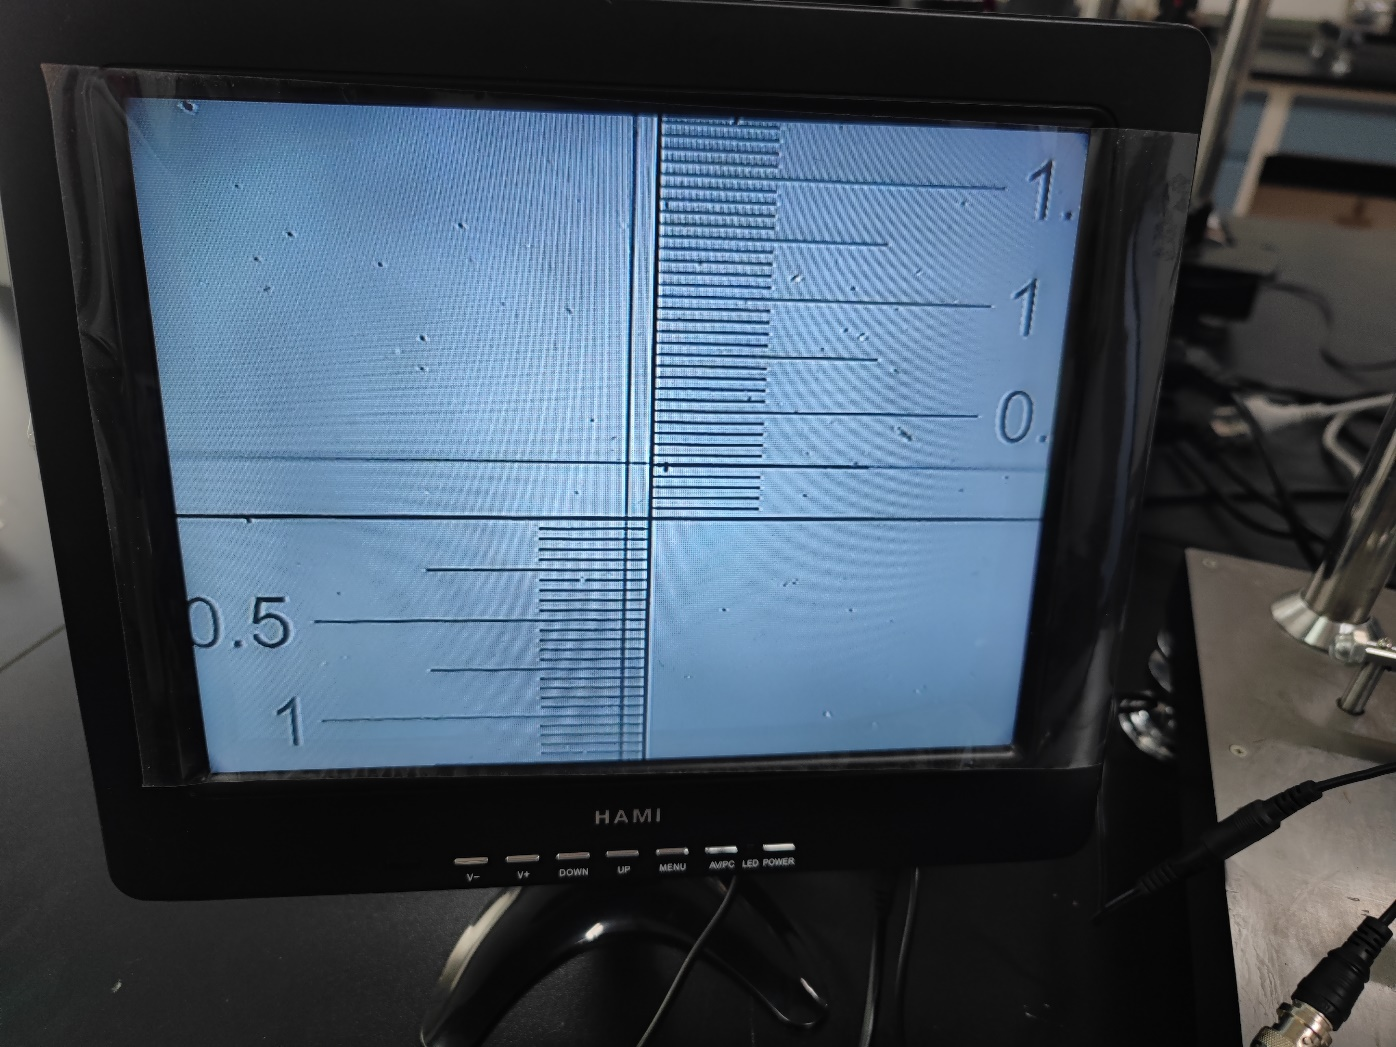 1.
1
0.
0.5
1
HAMI
V- V+ DOWN UP MENU AV/PC LED POWER